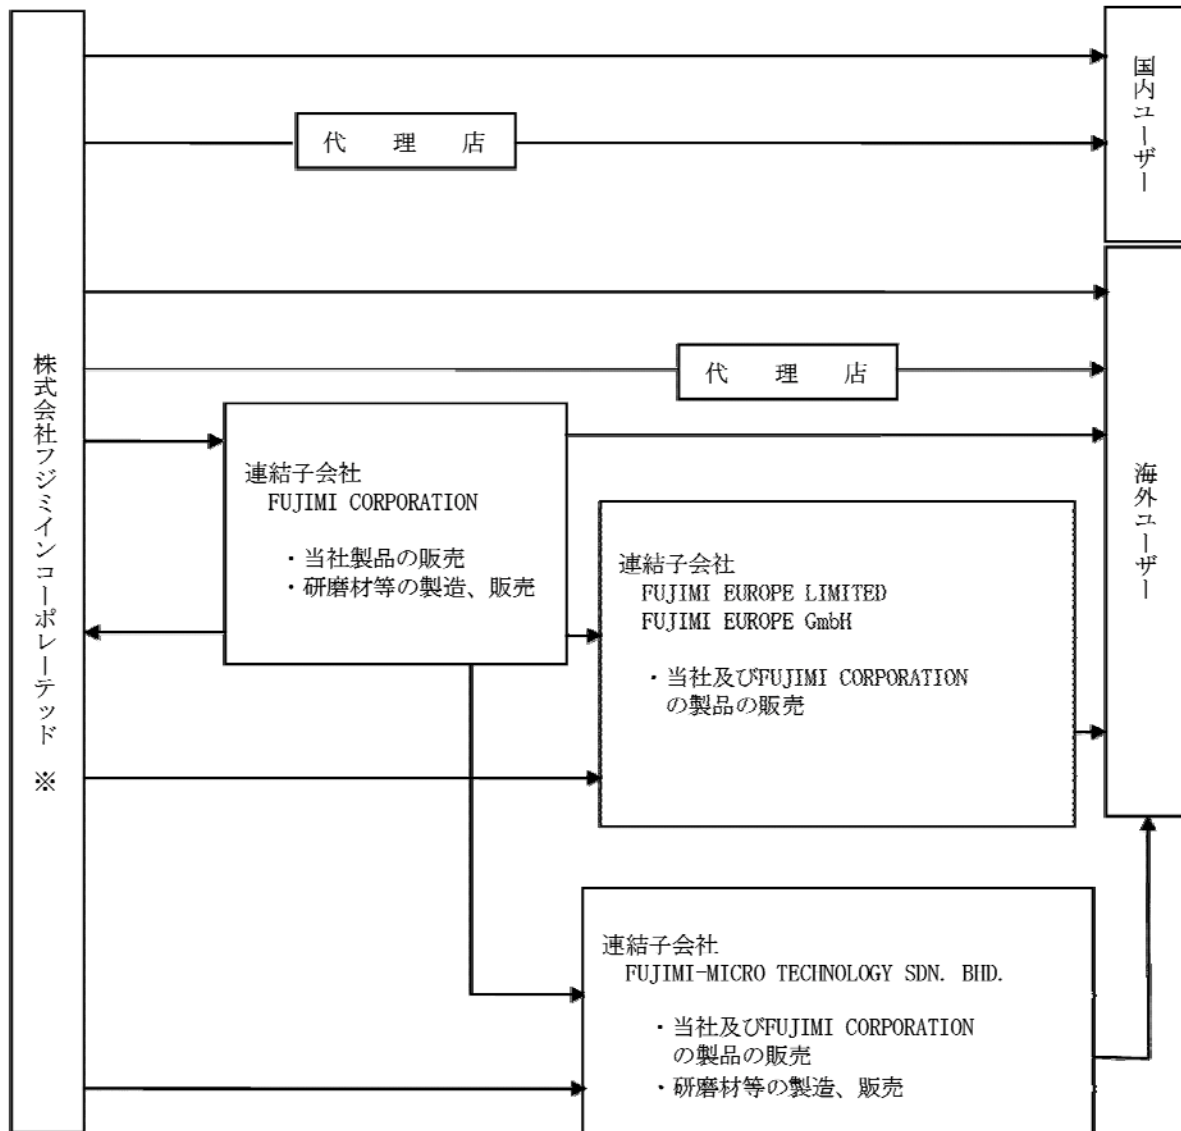 国内ユーザー
代　理　店
代　理　店
株式会社フジミインコーポレーテッド ※
海外ユーザー
連結子会社
FUJIMI CORPORATION
・当社製品の販売
・研磨材等の製造、販売
連結子会社
FUJIMI EUROPE LIMITED
FUJIMI EUROPE GmbH
・当社及びFUJIMI CORPORATION
の製品の販売
連結子会社
FUJIMI-MICRO TECHNOLOGY SDN. BHD.
・当社及びFUJIMI CORPORATION
の製品の販売
・研磨材等の製造、販売